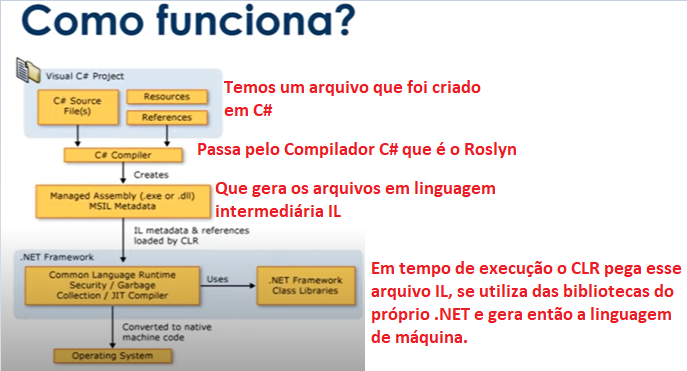 Como funciona?
Visual C# Project
C# Source
File(s)
Resources
References
Temos um arquivo que foi criado
em C#
C# Compiler
Passa pelo Compilador C# que é o Roslyn
Creates
Managed Assembly (.exe or .dll)
MSIL Metadata
Que gera os arquivos em linguagem
intermediária IL
IL metadata & references
loaded by CLR
.NET Framework
Common Language Runtime
Security / Garbage
Collection / JIT Compiler
Uses
.NET Framework
Class Libraries
Em tempo de execução o CLR pega esse
arquivo IL, se utiliza das bibliotecas do
próprio .NET e gera então a linguagem
de máquina.
Converted to native
machine code
Operating System